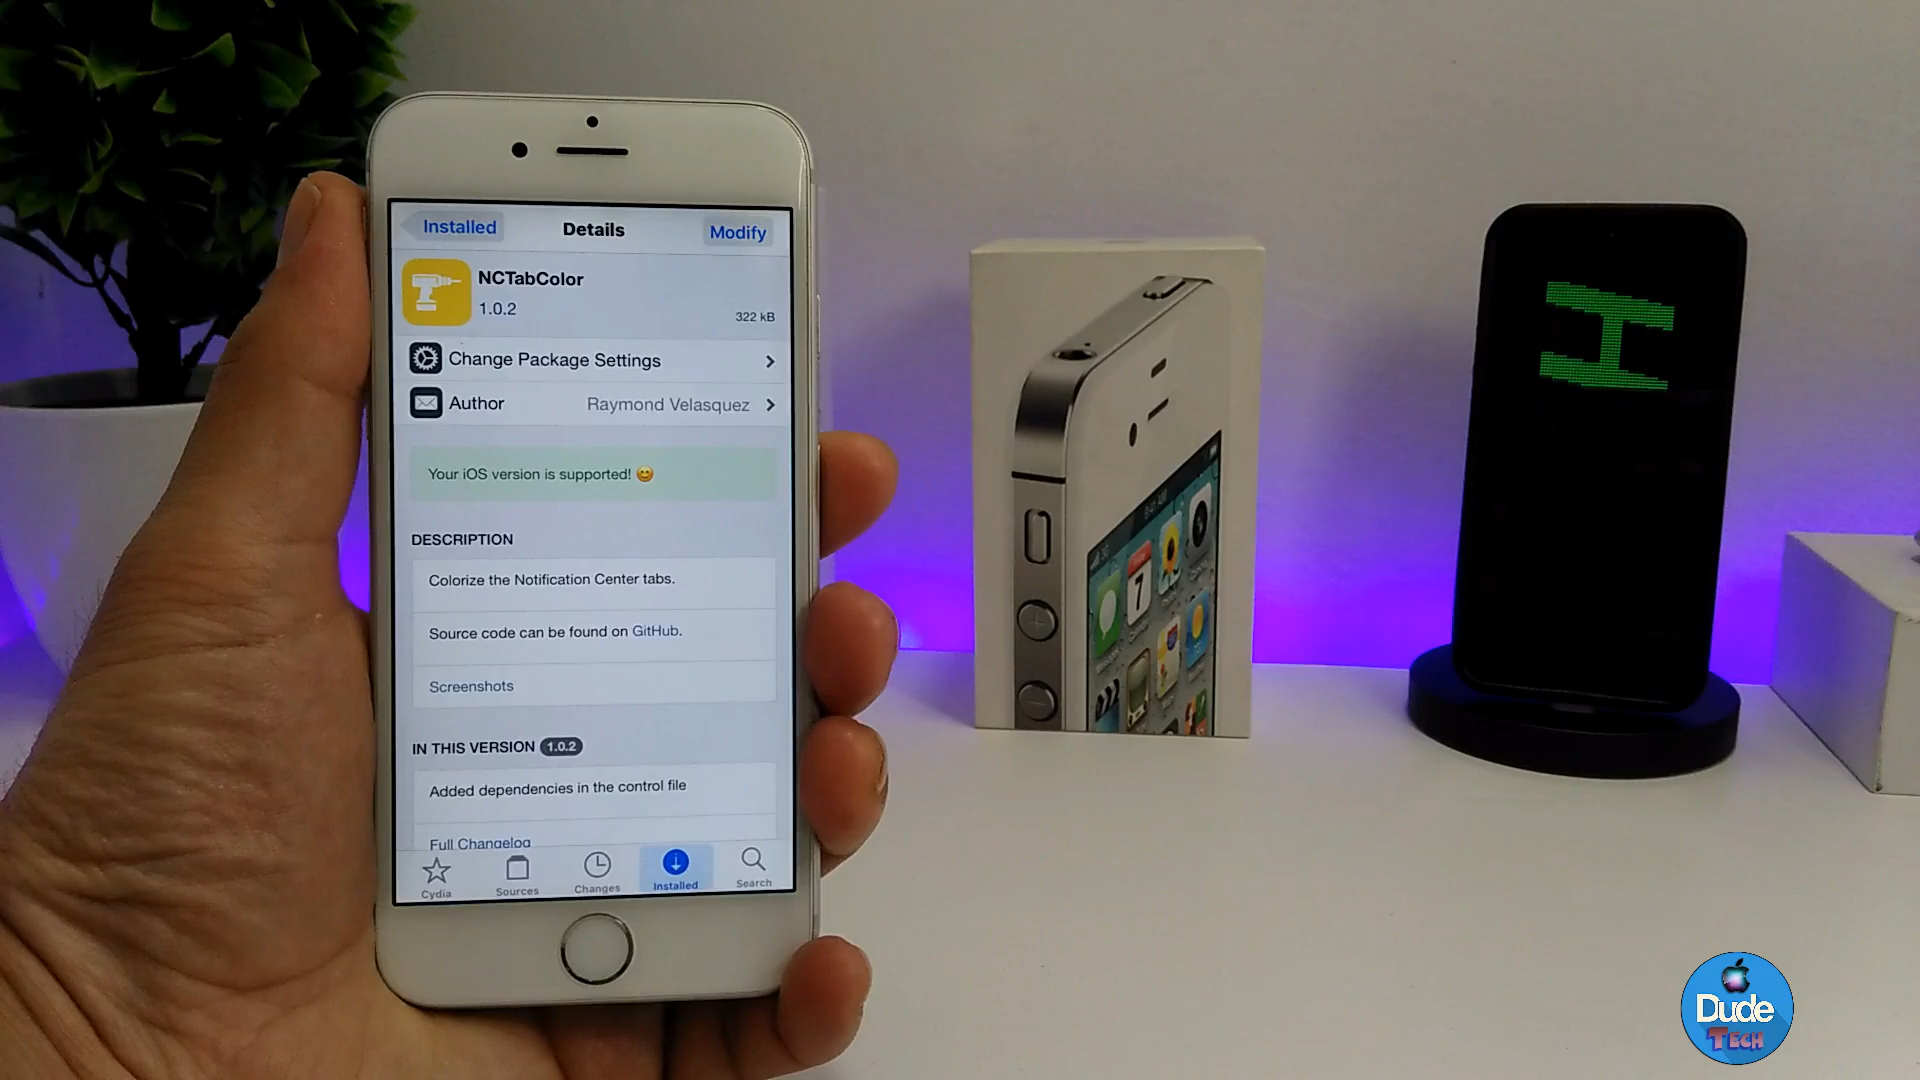 Installed
Details
Modify
NCTabColor
1.0.2
322 kB
Change Package Settings
Author
Raymond Velasquez
Your iOS version is supported! 😊
DESCRIPTION
Colorize the Notification Center tabs.
Source code can be found on GitHub.
Screenshots
IN THIS VERSION 1.0.2
Added dependencies in the control file
Full Changelog
Cydia
Sources
Changes
Installed
Search
7
Dude
TECH